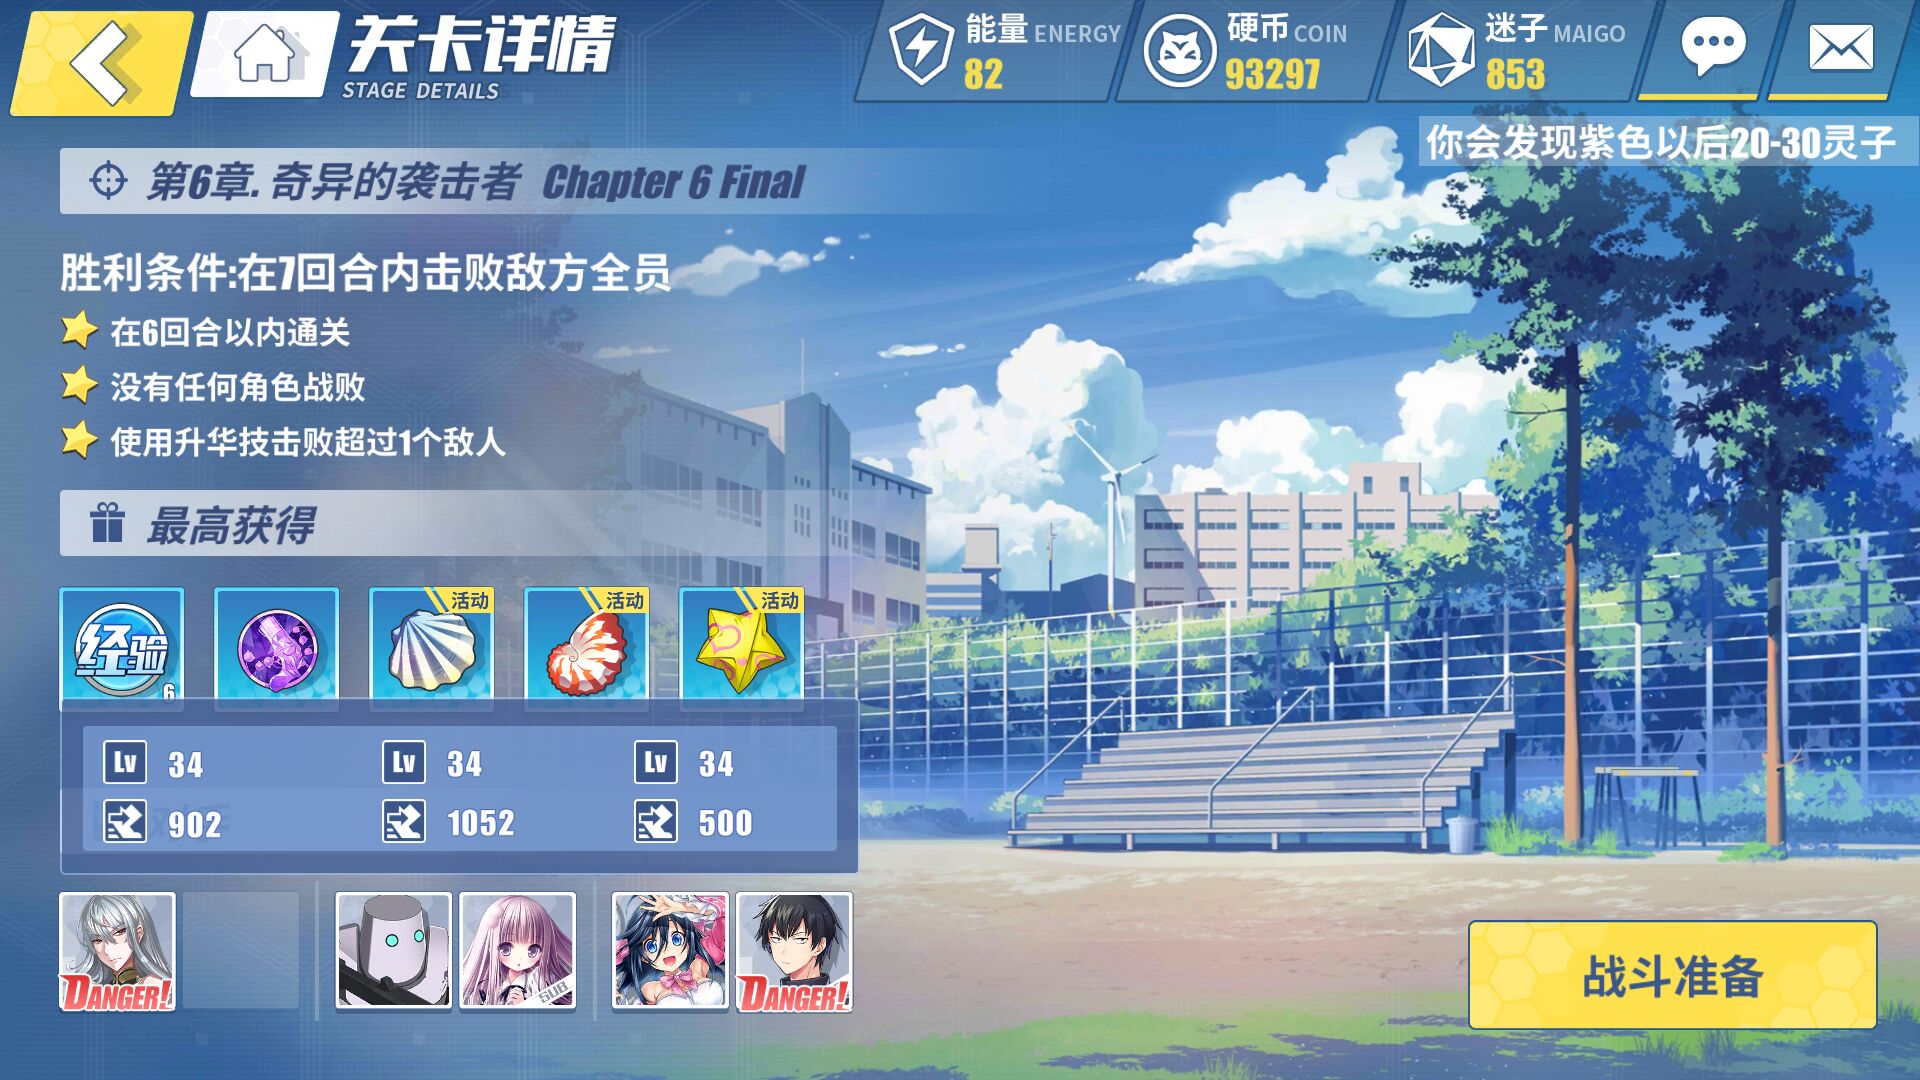 关卡详情
STAGE DETAILS
能量 ENERGY
82
硬币 COIN
93297
迷子 MAIGO
853
你会发现紫色以后20-30灵子
第6章. 奇异的袭击者 Chapter 6 Final
胜利条件:在7回合内击败敌方全员
在6回合以内通关
没有任何角色战败
使用升华技击败超过1个敌人
最高获得
经验 6
活动
活动
活动
Lv 34
Lv 34
Lv 34
902
1052
500
DANGER!
SUB
DANGER!
战斗准备